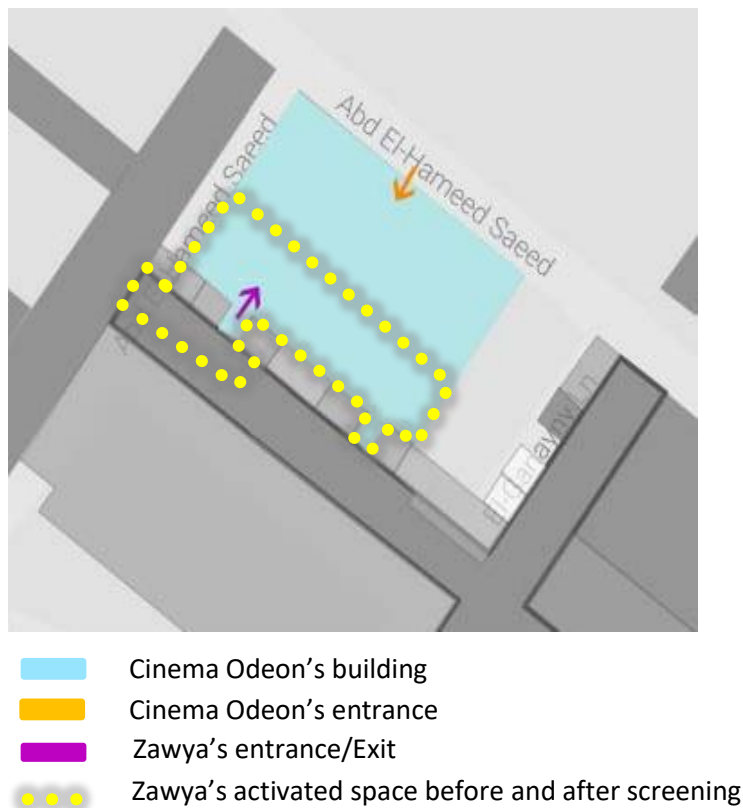 Abd El-Hameed Saeed
Hameed Saeed
Cinema Odeon's building
Cinema Odeon's entrance
Zawya's entrance/Exit
Zawya's activated space before and after screening